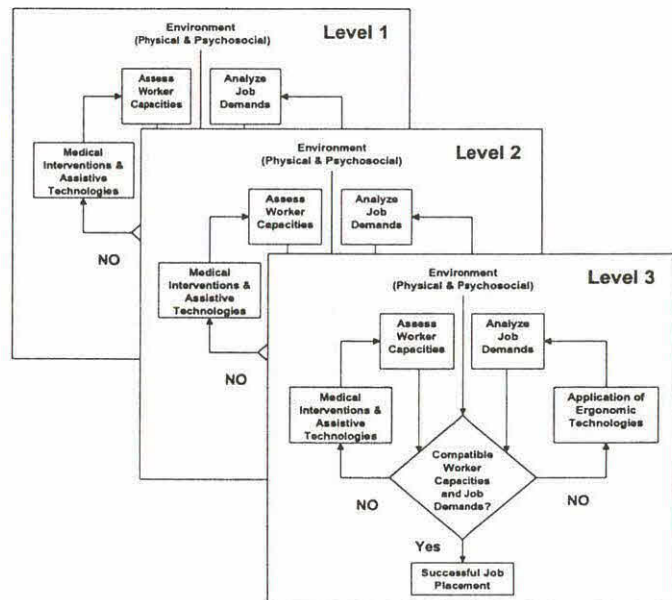 Environment
(Physical & Psychosocial)
Level 1
Assess
Worker
Capacities
Analyze
Job
Demands
Medical
Interventions &
Assistive
Technologies
NO
Environment
(Physical & Psychosocial)
Level 2
Assess
Worker
Capacities
Analyze
Job
Demands
Medical
Interventions &
Assistive
Technologies
NO
Environment
(Physical & Psychosocial)
Level 3
Assess
Worker
Capacities
Analyze
Job
Demands
Medical
Interventions &
Assistive
Technologies
Application of
Ergonomic
Technologies
Compatible
Worker
Capacities
and Job
Demands?
NO
NO
Yes
Successful Job
Placement